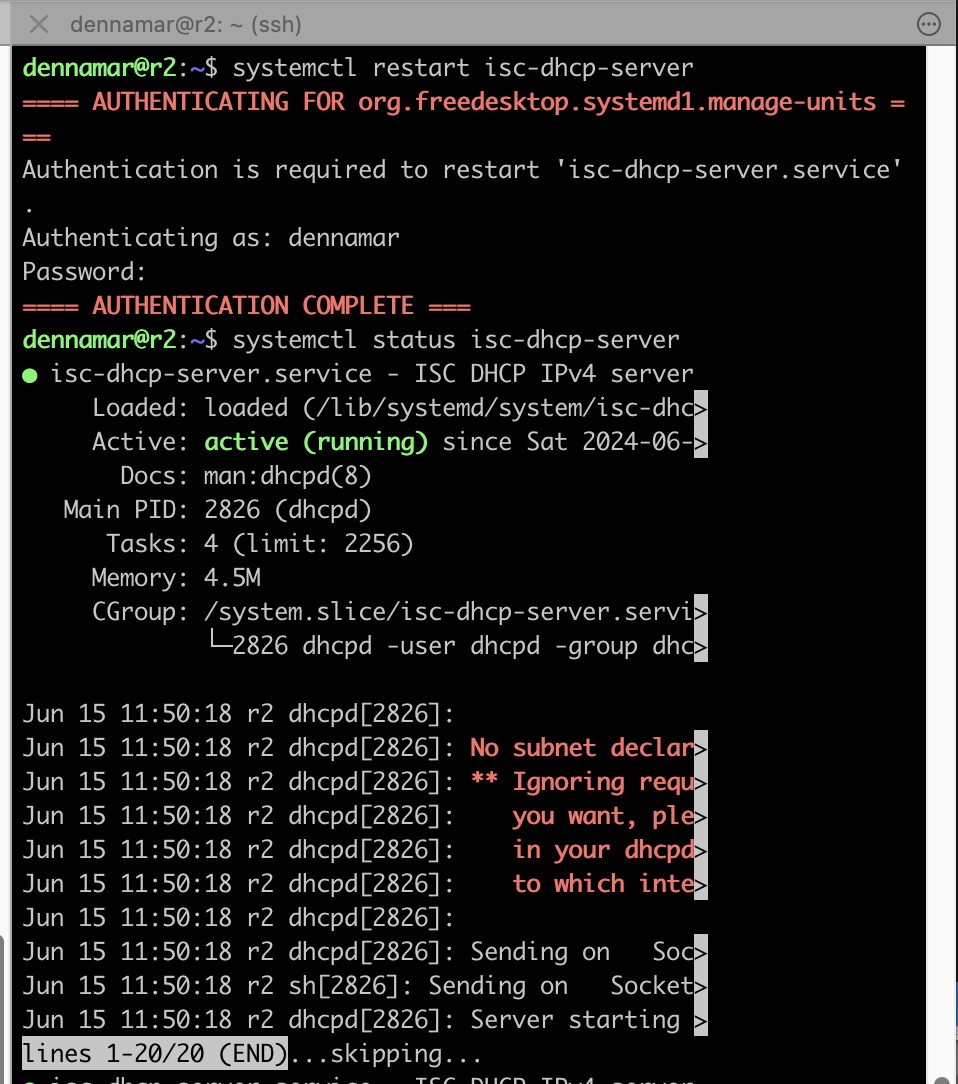 dennamar@r2: ~ (ssh)
dennamar@r2:~$ systemctl restart isc-dhcp-server
==== AUTHENTICATING FOR org.freedesktop.systemd1.manage-units =
==
Authentication is required to restart 'isc-dhcp-server.service'
.
Authenticating as: dennamar
Password:
==== AUTHENTICATION COMPLETE ===
dennamar@r2:~$ systemctl status isc-dhcp-server
● isc-dhcp-server.service - ISC DHCP IPv4 server
Loaded: loaded (/lib/systemd/system/isc-dhc>
Active: active (running) since Sat 2024-06->
Docs: man:dhcpd(8)
Main PID: 2826 (dhcpd)
Tasks: 4 (limit: 2256)
Memory: 4.5M
CGroup: /system.slice/isc-dhcp-server.servi>
└─2826 dhcpd -user dhcpd -group dhc>
Jun 15 11:50:18 r2 dhcpd[2826]:
Jun 15 11:50:18 r2 dhcpd[2826]: No subnet declar>
Jun 15 11:50:18 r2 dhcpd[2826]: ** Ignoring requ>
Jun 15 11:50:18 r2 dhcpd[2826]:    you want, ple>
Jun 15 11:50:18 r2 dhcpd[2826]:    in your dhcpd>
Jun 15 11:50:18 r2 dhcpd[2826]:    to which inte>
Jun 15 11:50:18 r2 dhcpd[2826]:
Jun 15 11:50:18 r2 dhcpd[2826]: Sending on   Soc>
Jun 15 11:50:18 r2 sh[2826]: Sending on   Socket>
Jun 15 11:50:18 r2 dhcpd[2826]: Server starting >
lines 1-20/20 (END)...skipping...
● isc-dhcp-server.service - ISC DHCP IPv4 server